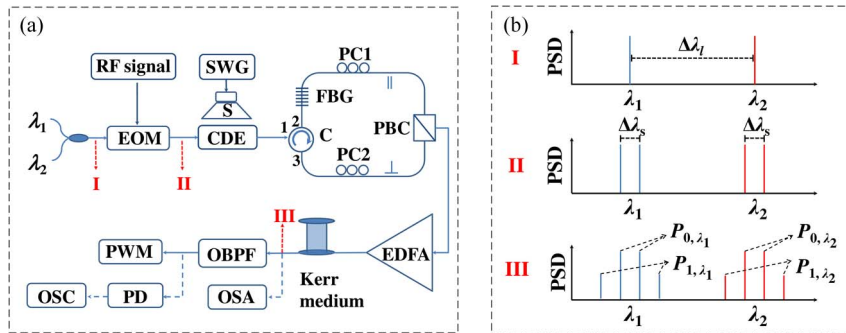 (a)
RF signal
SWG
PC1
S
FBG
||
λ1
λ2
EOM
CDE
1
2
C
3
PBC
PC2
⊥
I
II
III
PWM
OBPF
EDFA
Kerr
medium
OSC
PD
OSA
(b)
I
PSD
Δλl
λ1
λ2
II
PSD
Δλs
Δλs
λ1
λ2
III
PSD
P0, λ1
P1, λ1
P0, λ2
P1, λ2
λ1
λ2